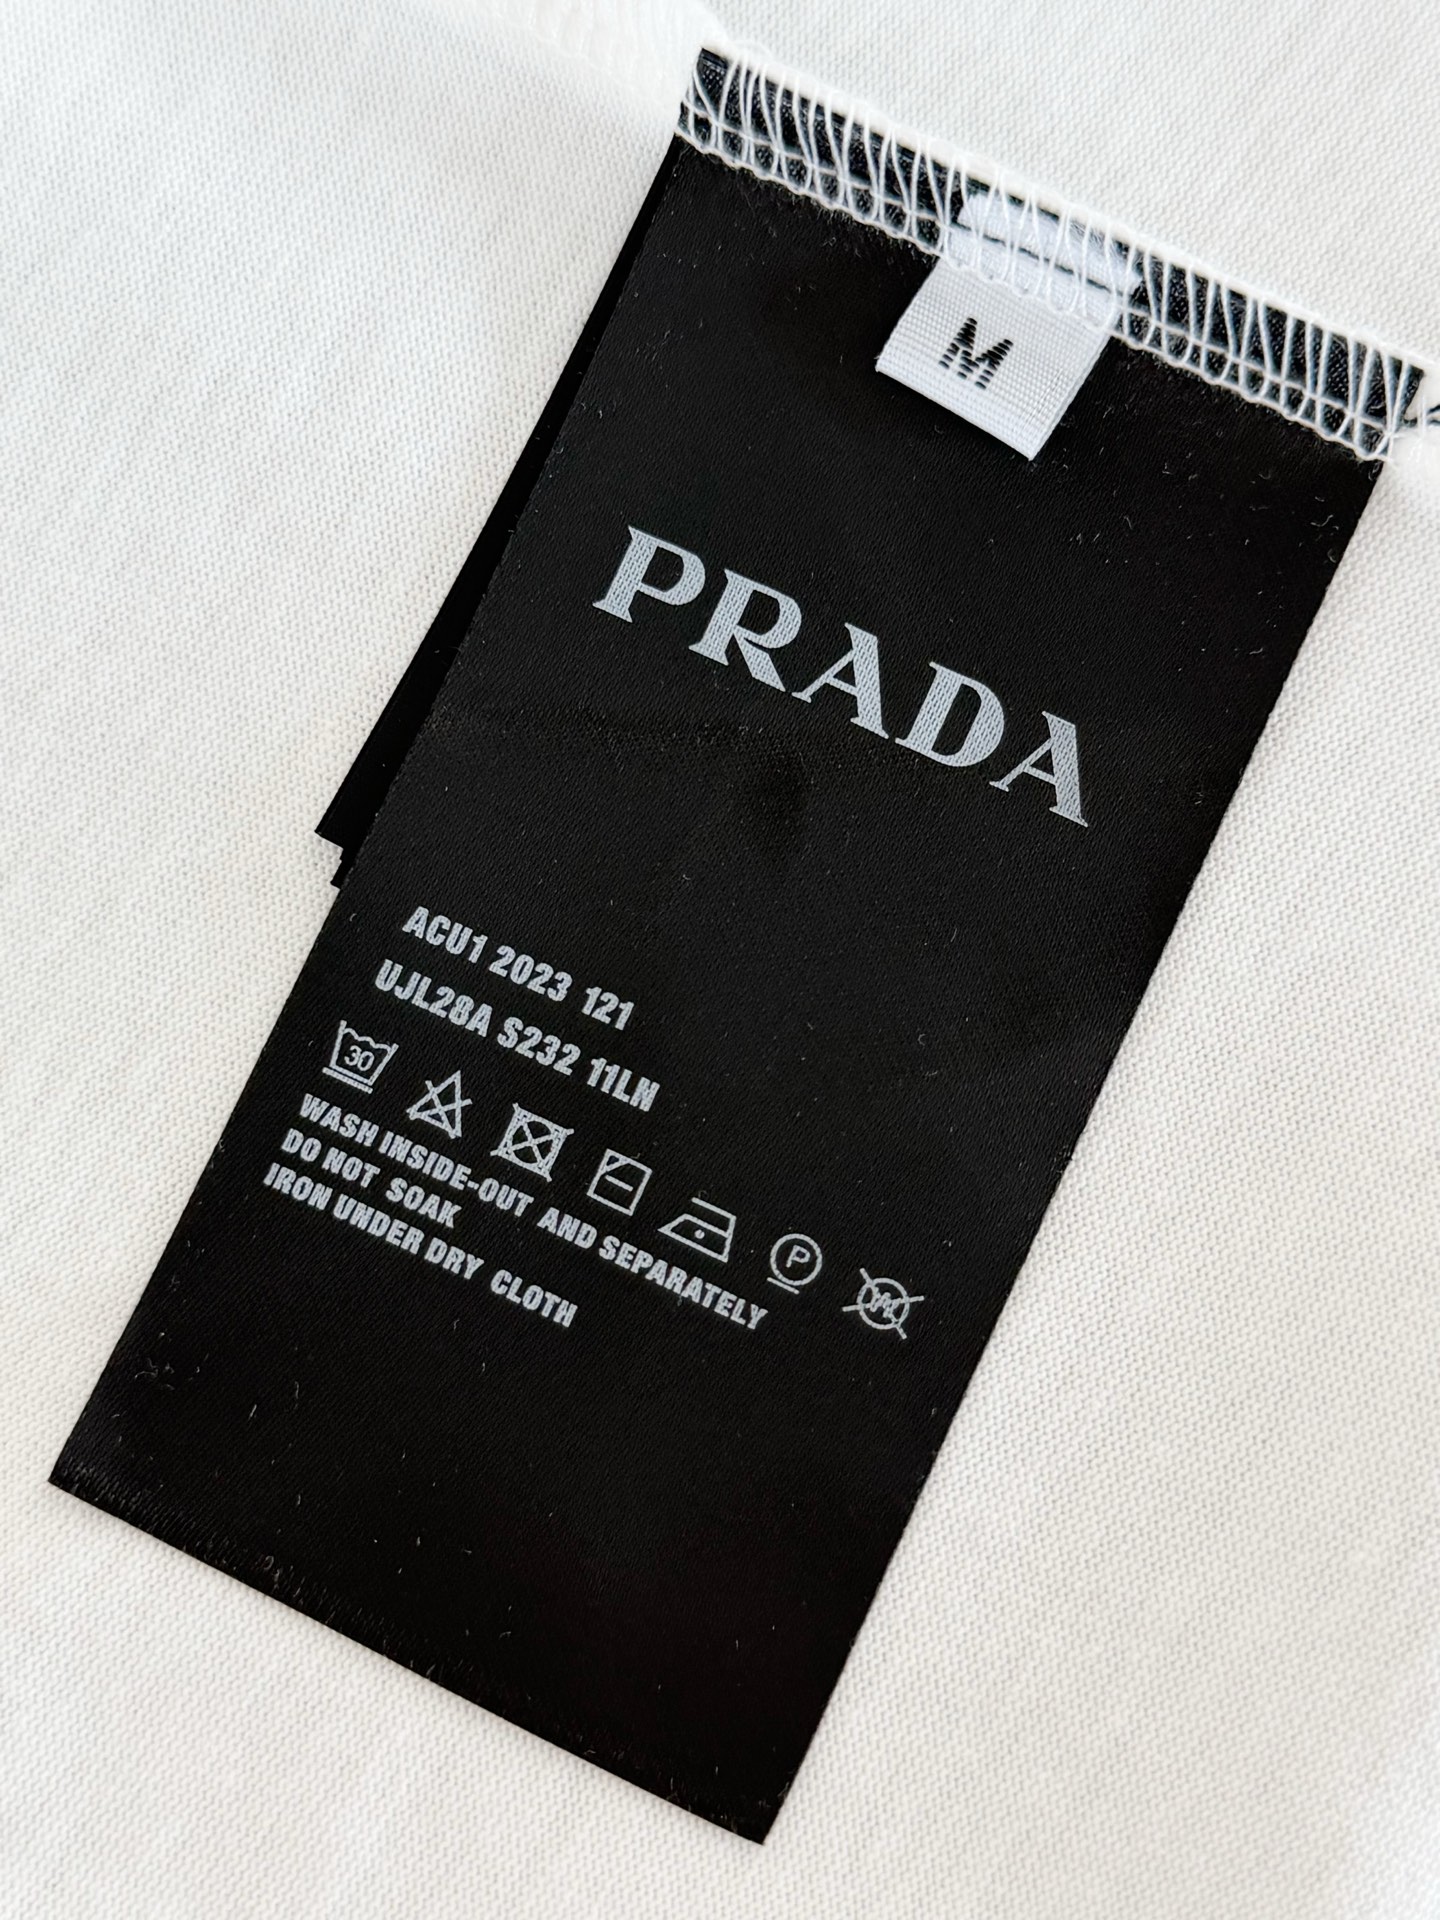 M
PRADA
ACU1 2023 121
UJL28A S232 11LN
30
P
W
WASH INSIDE-OUT AND SEPARATELY
DO NOT SOAK
IRON UNDER DRY CLOTH